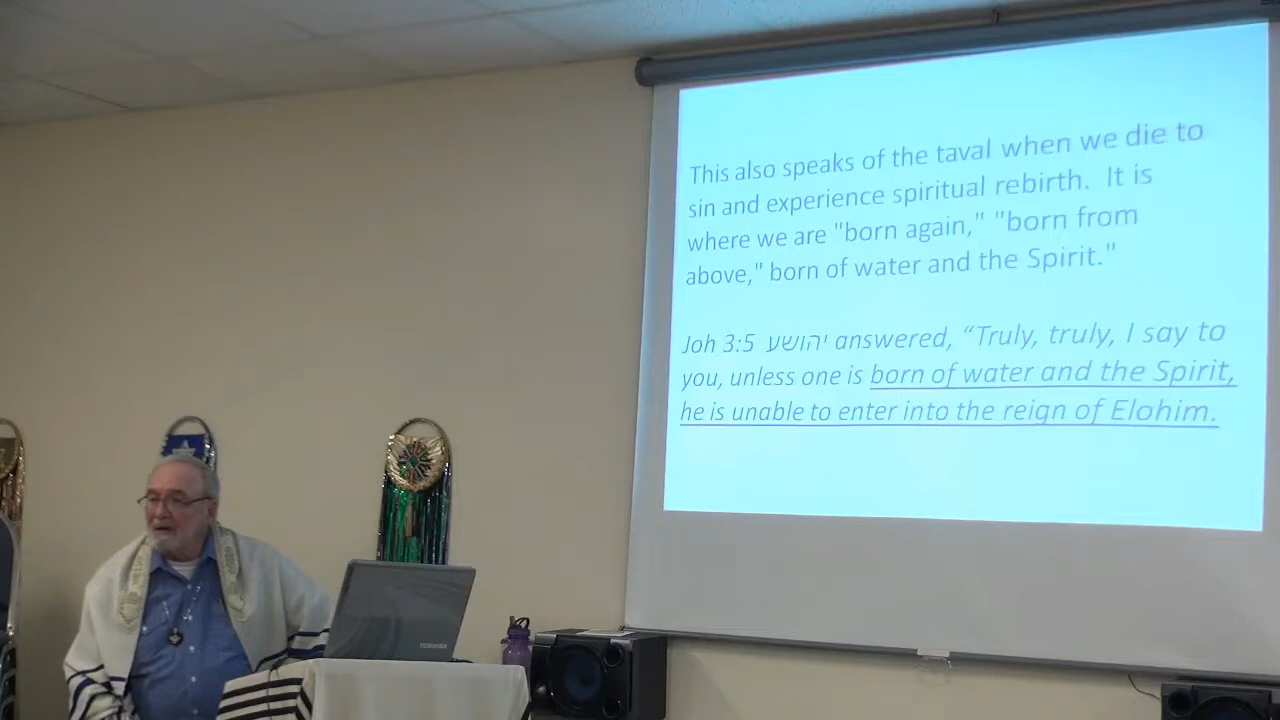 This also speaks of the taval when we die to
sin and experience spiritual rebirth. It is
where we are "born again," "born from
above," born of water and the Spirit."
Joh 3:5 יהושע answered, “Truly, truly, I say to
you, unless one is born of water and the Spirit,
he is unable to enter into the reign of Elohim.
TOSHIBA